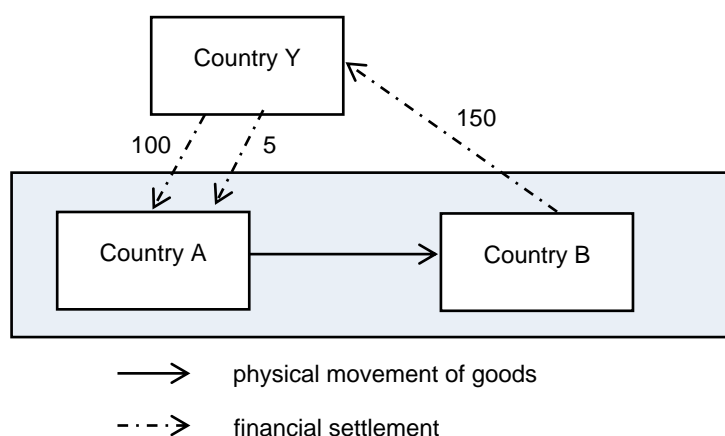 Country Y
150
100
5
Country A
Country B
physical movement of goods
financial settlement